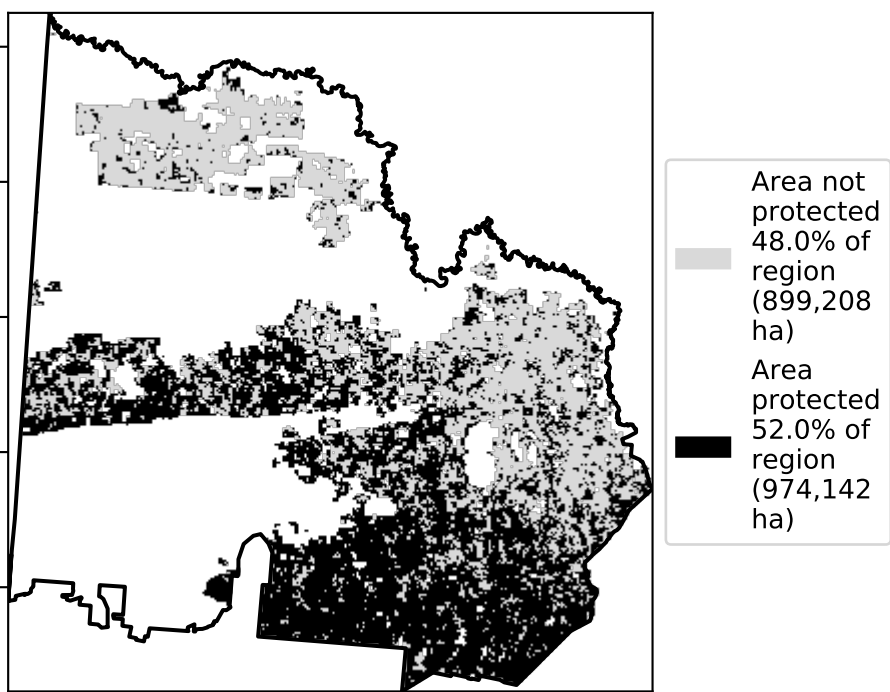 Area not
protected
48.0% of
region
(899,208
ha)
Area
protected
52.0% of
region
(974,142
ha)